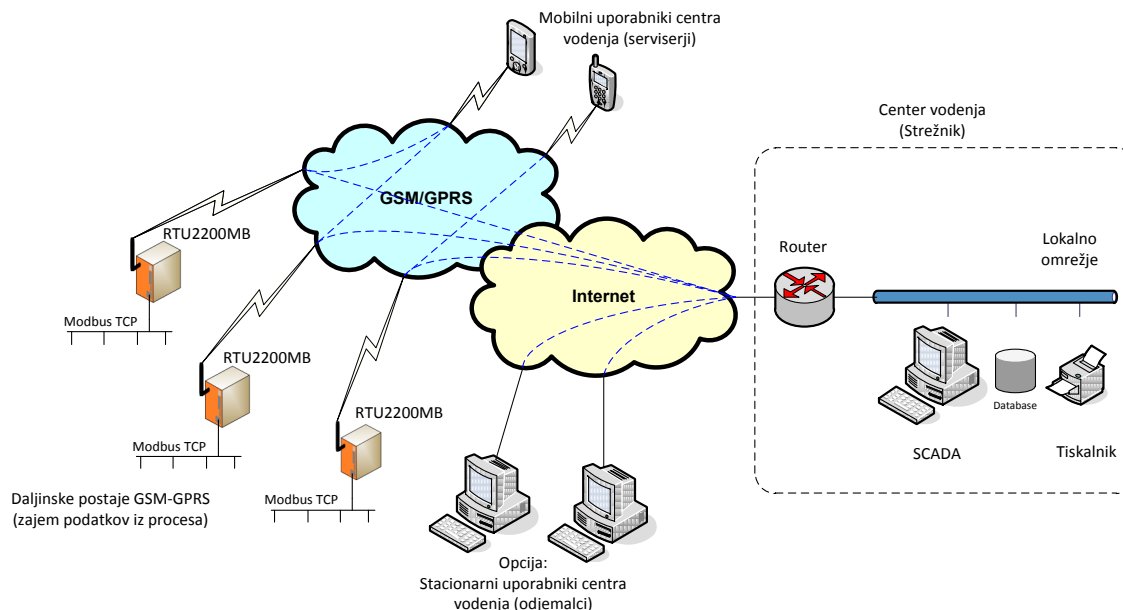 Mobilni uporabniki centra
vodenja (serviserji)
Center vodenja
(Strežnik)
GSM/GPRS
RTU2200MB
Router
Lokalno
omrežje
Internet
Modbus TCP
RTU2200MB
Database
RTU2200MB
SCADA
Tiskalnik
Modbus TCP
Modbus TCP
Daljinske postaje GSM-GPRS
(zajem podatkov iz procesa)
Opcija:
Stacionarni uporabniki centra
vodenja (odjemalci)